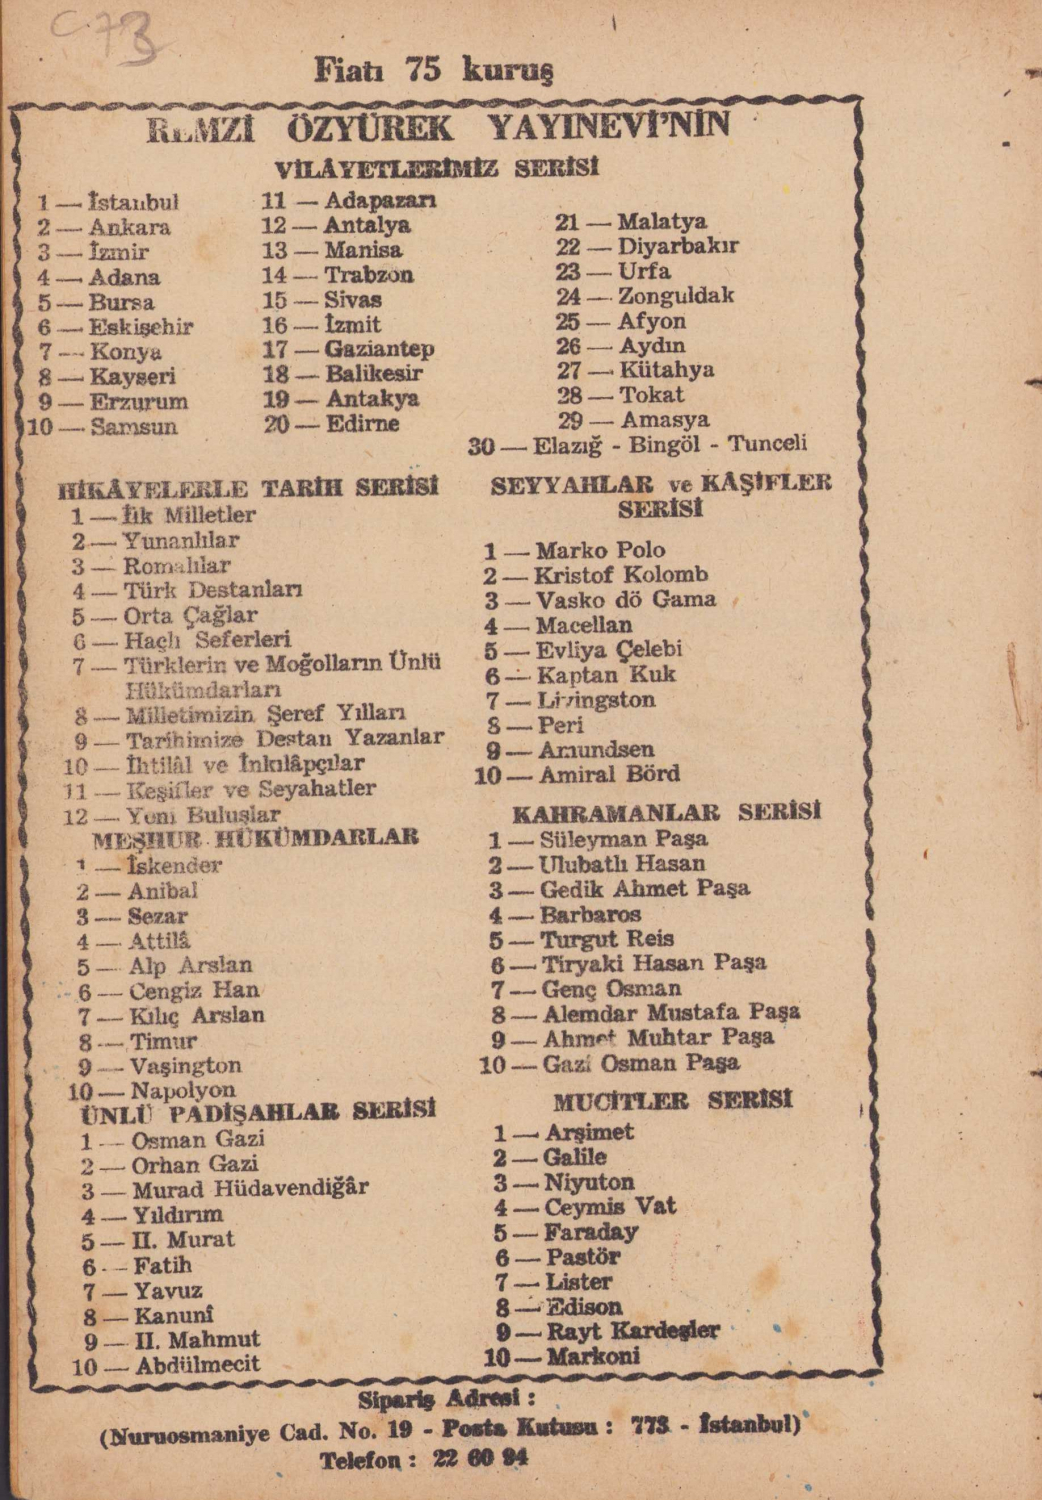 C73
Fiatı 75 kuruş
REMZİ ÖZYÜREK YAYINEVİ'NİN
VİLÂYETLERİMİZ SERİSİ
1 — İstanbul
2 — Ankara
3 — İzmir
4 — Adana
5 — Bursa
6 — Eskişehir
7 — Konya
8 — Kayseri
9 — Erzurum
10 — Samsun
11 — Adapazarı
12 — Antalya
13 — Manisa
14 — Trabzon
15 — Sivas
16 — İzmit
17 — Gaziantep
18 — Balikesir
19 — Antakya
20 — Edirne
21 — Malatya
22 — Diyarbakır
23 — Urfa
24 — Zonguldak
25 — Afyon
26 — Aydın
27 — Kütahya
28 — Tokat
29 — Amasya
30 — Elazığ - Bingöl - Tunceli
HİKÂYELERLE TARİH SERİSİ
1 — İlk Milletler
2 — Yunanlılar
3 — Romalılar
4 — Türk Destanları
5 — Orta Çağlar
6 — Haçlı Seferleri
7 — Türklerin ve Moğolların Ünlü
Hükümdarları
8 — Milletimizin Şeref Yılları
9 — Tarihimize Destan Yazanlar
10 — İhtilâl ve İnkılâpçılar
11 — Keşifler ve Seyahatler
12 — Yeni Buluşlar
MEŞHUR HÜKÜMDARLAR
1 — İskender
2 — Anibal
3 — Sezar
4 — Attilâ
5 — Alp Arslan
6 — Cengiz Han
7 — Kılıç Arslan
8 — Timur
9 — Vaşington
10 — Napolyon
ÜNLÜ PADİŞAHLAR SERİSİ
1 — Osman Gazi
2 — Orhan Gazi
3 — Murad Hüdavendiğâr
4 — Yıldırım
5 — II. Murat
6 — Fatih
7 — Yavuz
8 — Kanunî
9 — II. Mahmut
10 — Abdülmecit
SEYYAHLAR ve KÂŞİFLER
SERİSİ
1 — Marko Polo
2 — Kristof Kolomb
3 — Vasko dö Gama
4 — Macellan
5 — Evliya Çelebi
6 — Kaptan Kuk
7 — Livingston
8 — Peri
9 — Amundsen
10 — Amiral Börd
KAHRAMANLAR SERİSİ
1 — Süleyman Paşa
2 — Ulubatlı Hasan
3 — Gedik Ahmet Paşa
4 — Barbaros
5 — Turgut Reis
6 — Tiryaki Hasan Paşa
7 — Genç Osman
8 — Alemdar Mustafa Paşa
9 — Ahmet Muhtar Paşa
10 — Gazi Osman Paşa
MUCİTLER SERİSİ
1 — Arşimet
2 — Galile
3 — Niyuton
4 — Ceymis Vat
5 — Faraday
6 — Pastör
7 — Lister
8 — Edison
9 — Rayt Kardeşler
10 — Markoni
Sipariş Adresi :
(Nuruosmaniye Cad. No. 19 - Posta Kutusu : 773 - İstanbul)
Telefon : 22 60 94